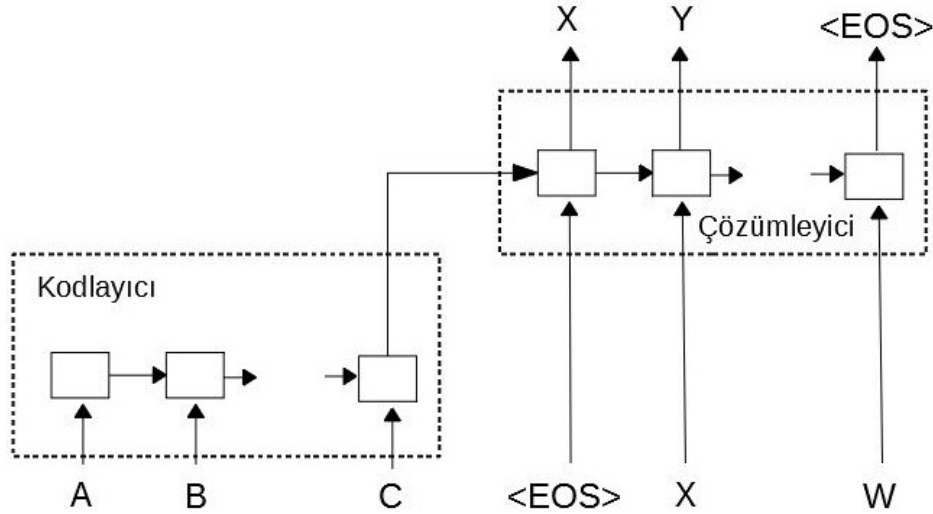 X Y <EOS>
Çözümleyici
Kodlayıcı
A B C <EOS> X W